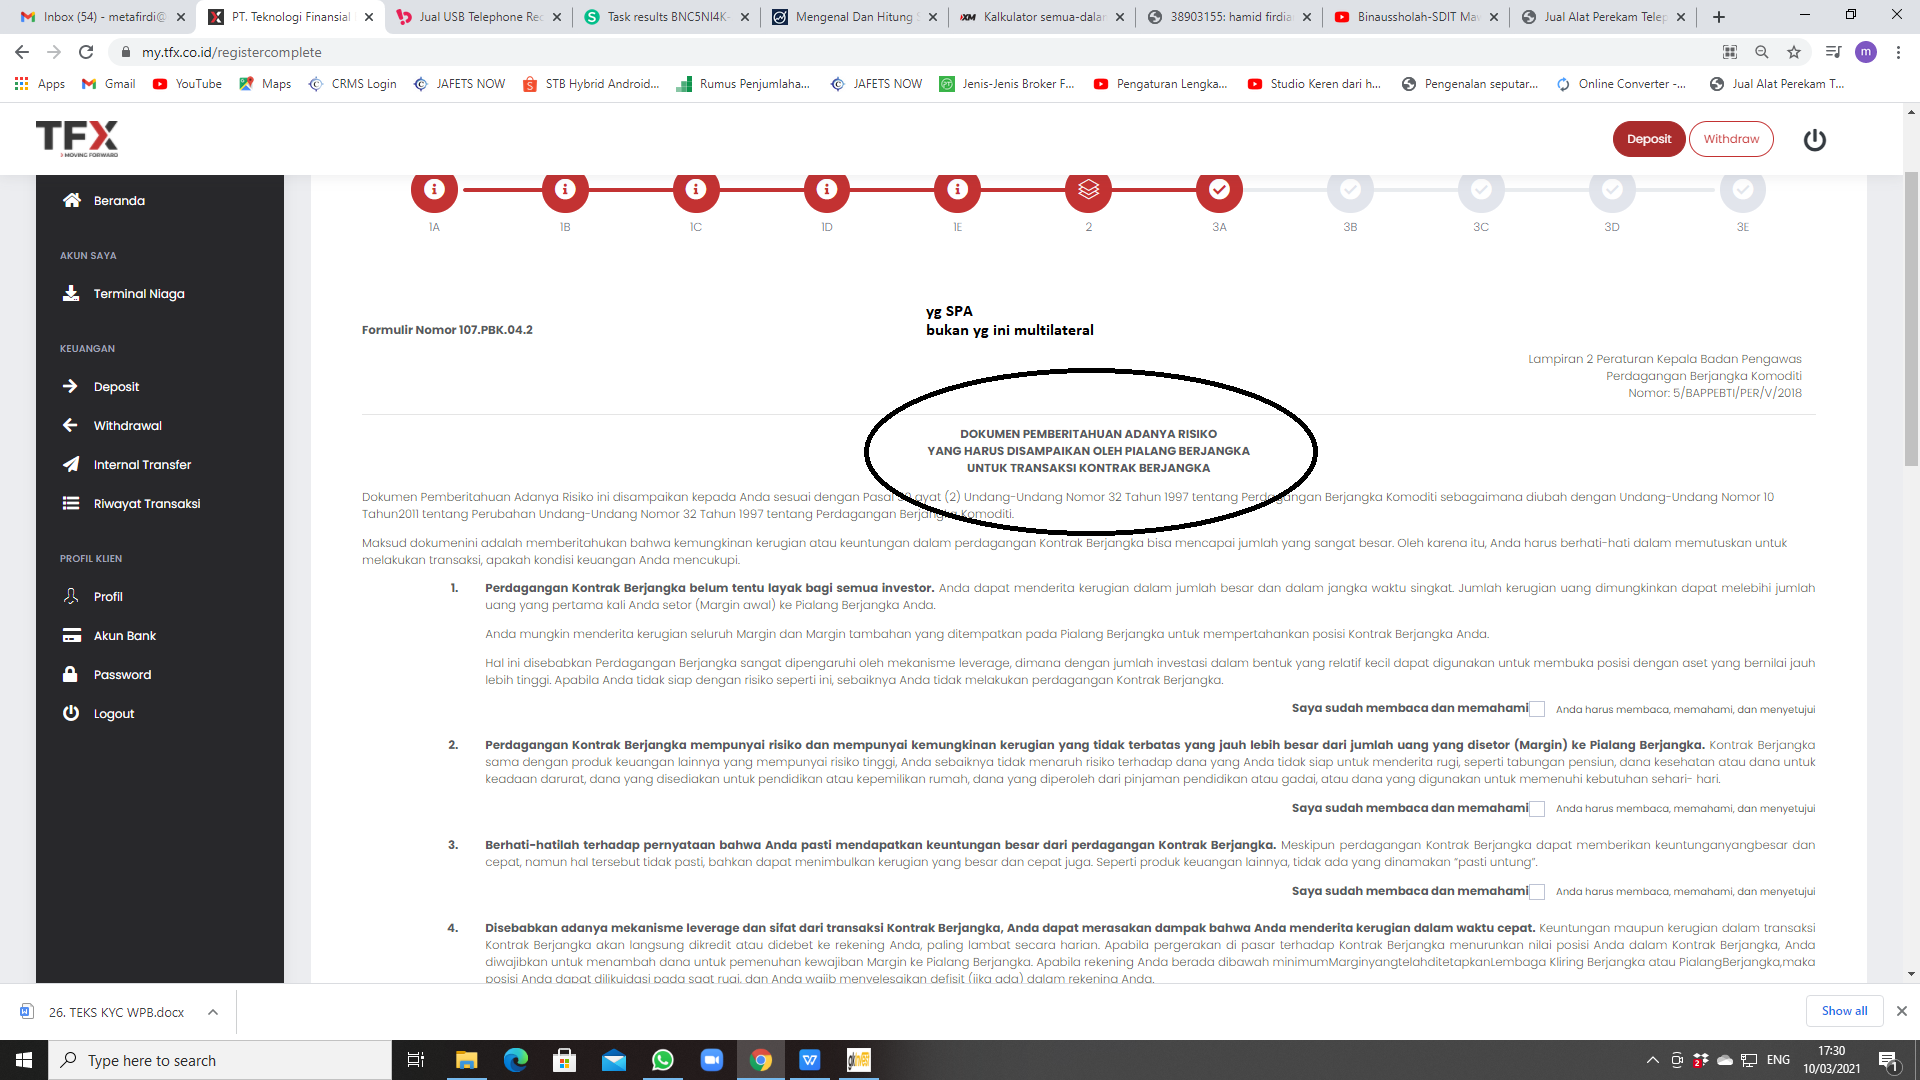 Inbox (54) - metafirdi@
PT. Teknologi Finansial
Jual USB Telephone Rec
Task results BNC5NI4K-
Mengenal Dan Hitung S
Kalkulator semua-dalar
38903155: hamid firdia
Binaussholah-SDIT Maw
Jual Alat Perekam Telep
my.tfx.co.id/registercomplete
m
Apps
Gmail
YouTube
Maps
CRMS Login
JAFETS NOW
STB Hybrid Android...
Rumus Penjumlaha...
JAFETS NOW
Jenis-Jenis Broker F...
Pengaturan Lengka...
Studio Keren dari h...
Pengenalan seputar...
Online Converter -...
Jual Alat Perekam T...
TFX
MOVING FORWARD
Deposit
Withdraw
Beranda
AKUN SAYA
Terminal Niaga
KEUANGAN
Deposit
Withdrawal
Internal Transfer
Riwayat Transaksi
PROFIL KLIEN
Profil
Akun Bank
Password
Logout
1A
1B
1C
1D
1E
2
3A
3B
3C
3D
3E
yg SPA
bukan yg ini multilateral
Formulir Nomor 107.PBK.04.2
Lampiran 2 Peraturan Kepala Badan Pengawas
Perdagangan Berjangka Komoditi
Nomor: 5/BAPPEBTI/PER/V/2018
DOKUMEN PEMBERITAHUAN ADANYA RISIKO
YANG HARUS DISAMPAIKAN OLEH PIALANG BERJANGKA
UNTUK TRANSAKSI KONTRAK BERJANGKA
Dokumen Pemberitahuan Adanya Risiko ini disampaikan kepada Anda sesuai dengan Pasal ayat (2) Undang-Undang Nomor 32 Tahun 1997 tentang Perdagangan Berjangka Komoditi sebagaimana diubah dengan Undang-Undang Nomor 10
Tahun2011 tentang Perubahan Undang-Undang Nomor 32 Tahun 1997 tentang Perdagangan Berjangka Komoditi.
Maksud dokumenini adalah memberitahukan bahwa kemungkinan kerugian atau keuntungan dalam perdagangan Kontrak Berjangka bisa mencapai jumlah yang sangat besar. Oleh karena itu, Anda harus berhati-hati dalam memutuskan untuk
melakukan transaksi, apakah kondisi keuangan Anda mencukupi.
1. Perdagangan Kontrak Berjangka belum tentu layak bagi semua investor. Anda dapat menderita kerugian dalam jumlah besar dan dalam jangka waktu singkat. Jumlah kerugian uang dimungkinkan dapat melebihi jumlah
uang yang pertama kali Anda setor (Margin awal) ke Pialang Berjangka Anda.
Anda mungkin menderita kerugian seluruh Margin dan Margin tambahan yang ditempatkan pada Pialang Berjangka untuk mempertahankan posisi Kontrak Berjangka Anda.
Hal ini disebabkan Perdagangan Berjangka sangat dipengaruhi oleh mekanisme leverage, dimana dengan jumlah investasi dalam bentuk yang relatif kecil dapat digunakan untuk membuka posisi dengan aset yang bernilai jauh
lebih tinggi. Apabila Anda tidak siap dengan risiko seperti ini, sebaiknya Anda tidak melakukan perdagangan Kontrak Berjangka.
Saya sudah membaca dan memahami Anda harus membaca, memahami, dan menyetujui
2. Perdagangan Kontrak Berjangka mempunyai risiko dan mempunyai kemungkinan kerugian yang tidak terbatas yang jauh lebih besar dari jumlah uang yang disetor (Margin) ke Pialang Berjangka. Kontrak Berjangka
sama dengan produk keuangan lainnya yang mempunyai risiko tinggi, Anda sebaiknya tidak menaruh risiko terhadap dana yang Anda tidak siap untuk menderita rugi, seperti tabungan pensiun, dana kesehatan atau dana untuk
keadaan darurat, dana yang disediakan untuk pendidikan atau kepemilikan rumah, dana yang diperoleh dari pinjaman pendidikan atau gadai, atau dana yang digunakan untuk memenuhi kebutuhan sehari- hari.
Saya sudah membaca dan memahami Anda harus membaca, memahami, dan menyetujui
3. Berhati-hatilah terhadap pernyataan bahwa Anda pasti mendapatkan keuntungan besar dari perdagangan Kontrak Berjangka. Meskipun perdagangan Kontrak Berjangka dapat memberikan keuntunganyangbesar dan
cepat, namun hal tersebut tidak pasti, bahkan dapat menimbulkan kerugian yang besar dan cepat juga. Seperti produk keuangan lainnya, tidak ada yang dinamakan “pasti untung”.
Saya sudah membaca dan memahami Anda harus membaca, memahami, dan menyetujui
4. Disebabkan adanya mekanisme leverage dan sifat dari transaksi Kontrak Berjangka, Anda dapat merasakan dampak bahwa Anda menderita kerugian dalam waktu cepat. Keuntungan maupun kerugian dalam transaksi
Kontrak Berjangka akan langsung dikredit atau didebet ke rekening Anda, paling lambat secara harian. Apabila pergerakan di pasar terhadap Kontrak Berjangka menurunkan nilai posisi Anda dalam Kontrak Berjangka, Anda
diwajibkan untuk menambah dana untuk pemenuhan kewajiban Margin ke Pialang Berjangka. Apabila rekening Anda berada dibawah minimumMarginyangtelahditetapkanLembaga Kliring Berjangka atau PialangBerjangka,maka
posisi Anda dapat dilikuidasi pada saat rugi, dan Anda wajib menyelesaikan defisit (jika ada) dalam rekening Anda.
26. TEKS KYC WPB.docx
Show all
Type here to search
ENG
17:30
10/03/2021